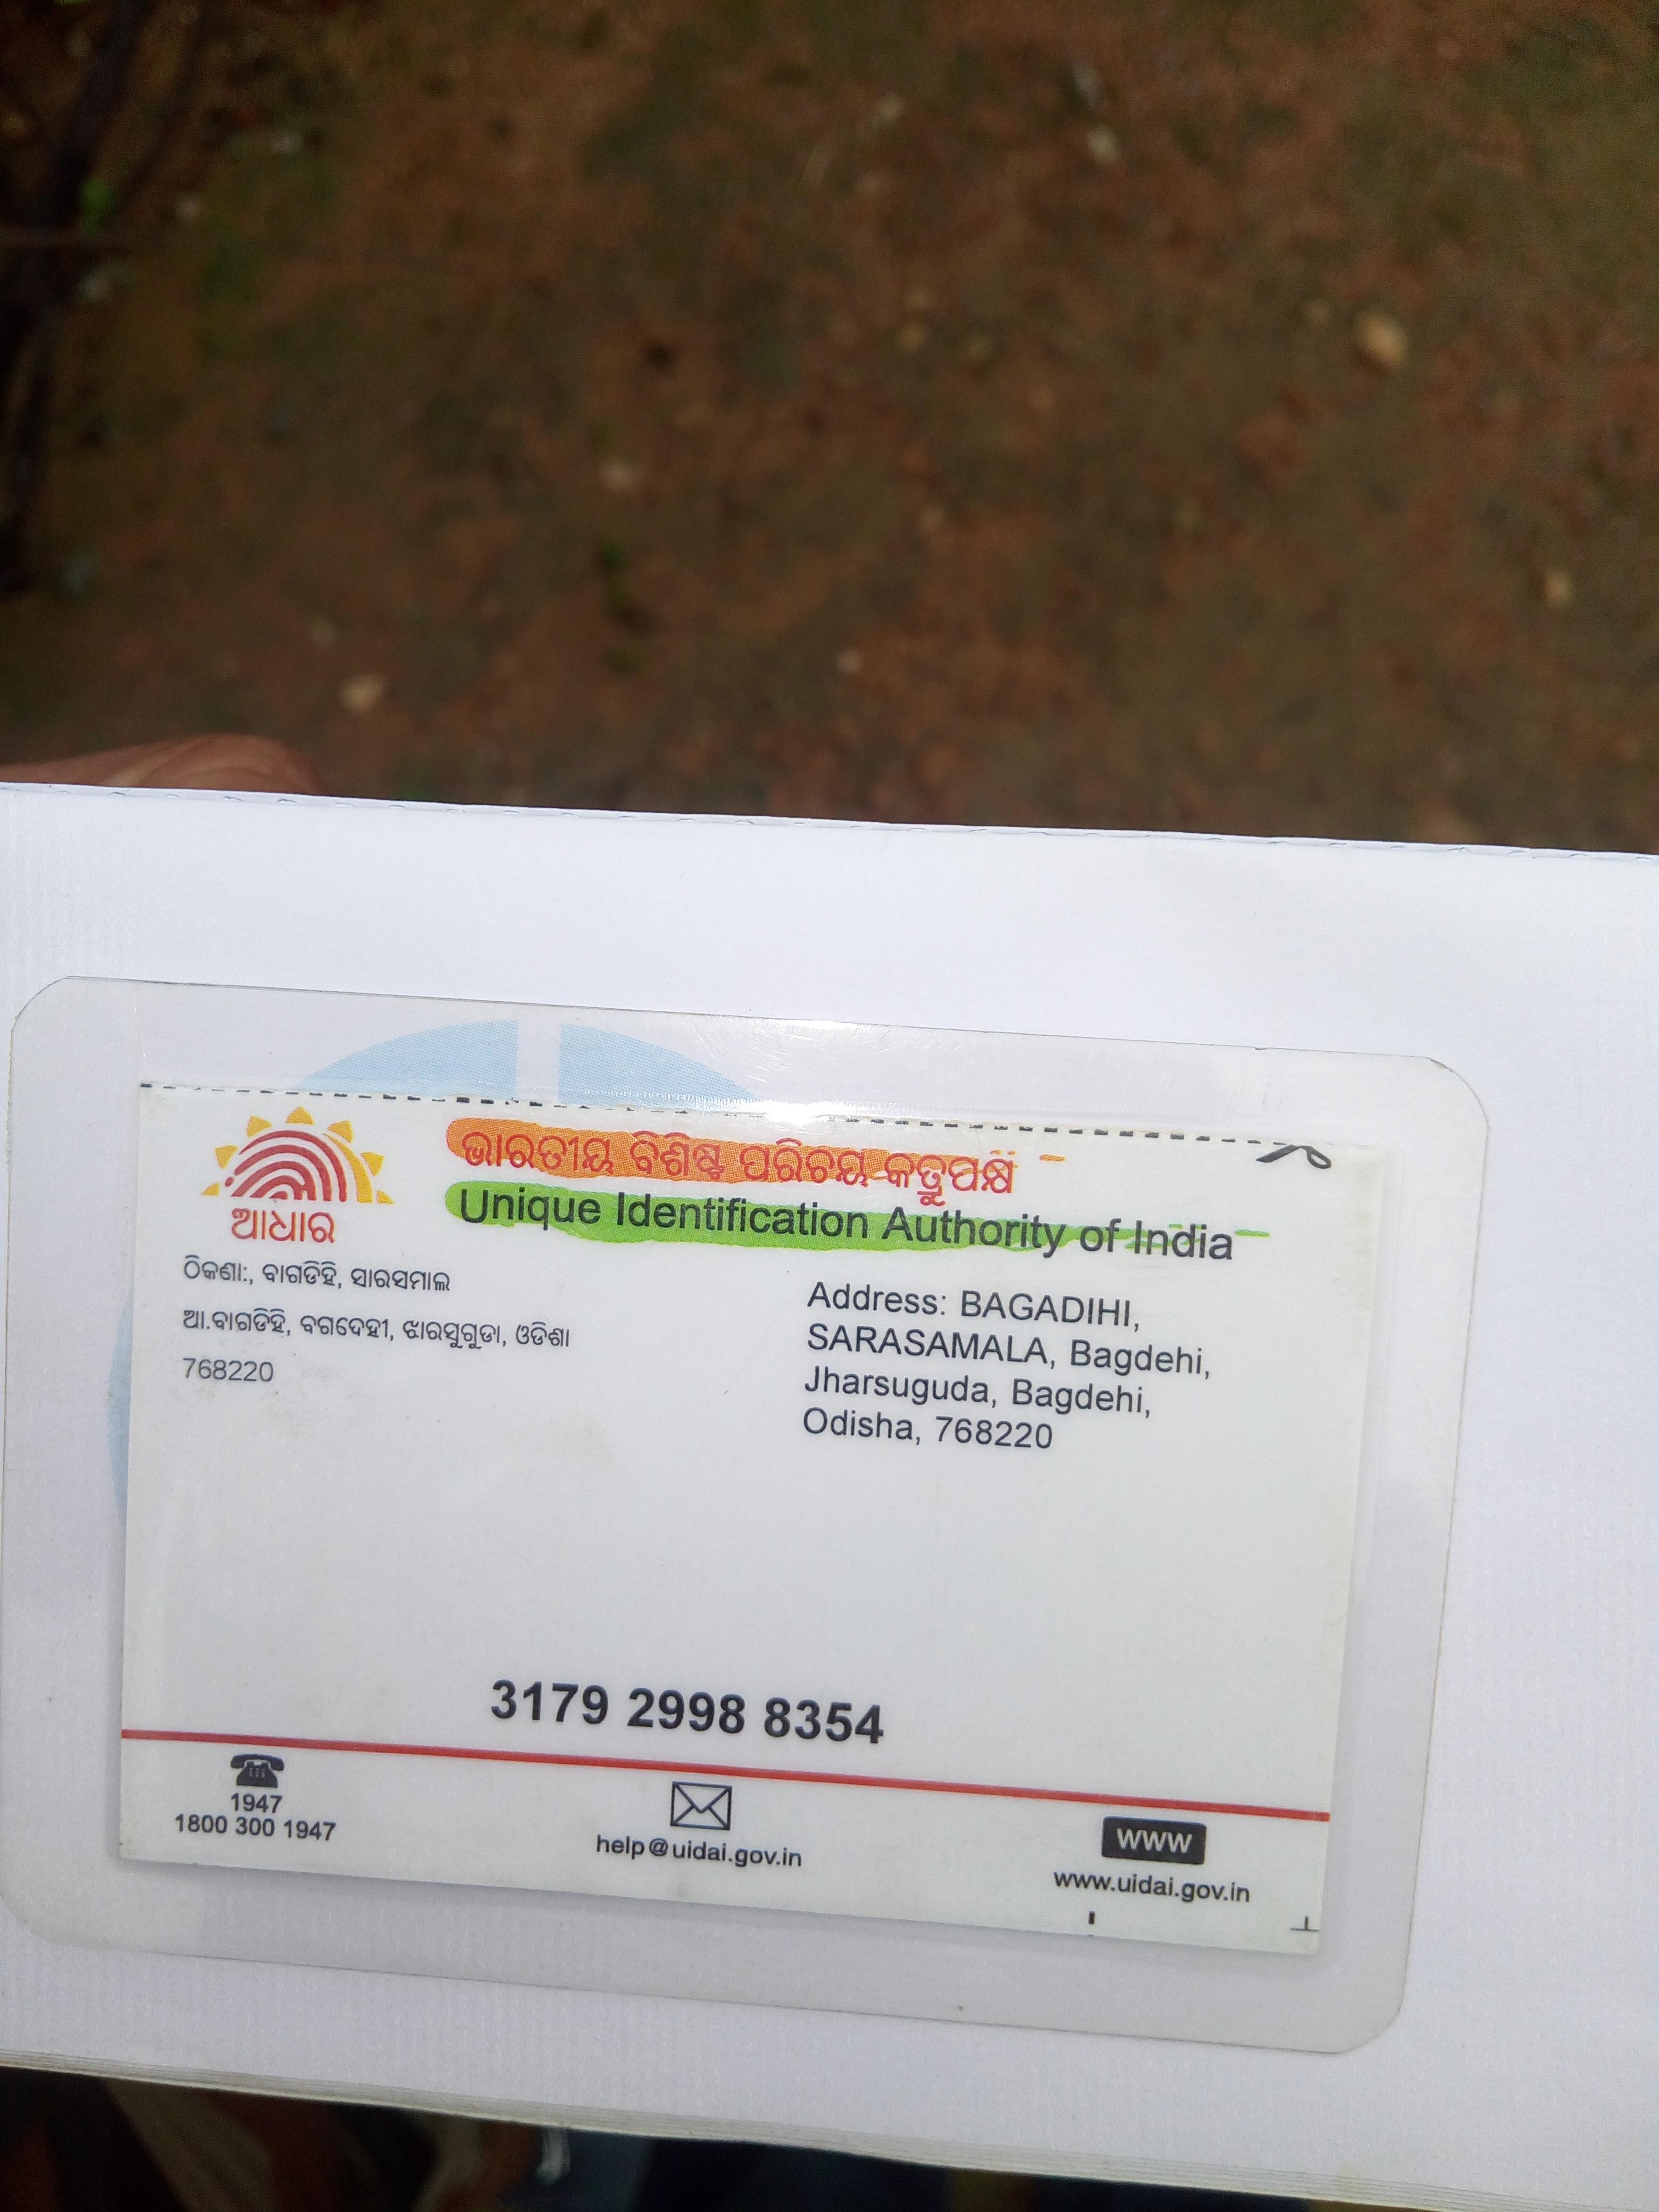 ଭାରତୀୟ ବିଶିଷ୍ଟ ପରିଚୟ କତ୍ରୁପକ୍ଷ
Unique Identification Authority of India
ଆଧାର
ଠିକଣା:, ବାଗଡିହି, ସାରସମାଲ
ଆ.ବାଗଡିହି, ବଗଦେହୀ, ଝାରସୁଗୁଡା, ଓଡିଶା
768220
Address: BAGADIHI,
SARASAMALA, Bagdehi,
Jharsuguda, Bagdehi,
Odisha, 768220
3179 2998 8354
1947
1800 300 1947
help@uidai.gov.in
WWW
www.uidai.gov.in